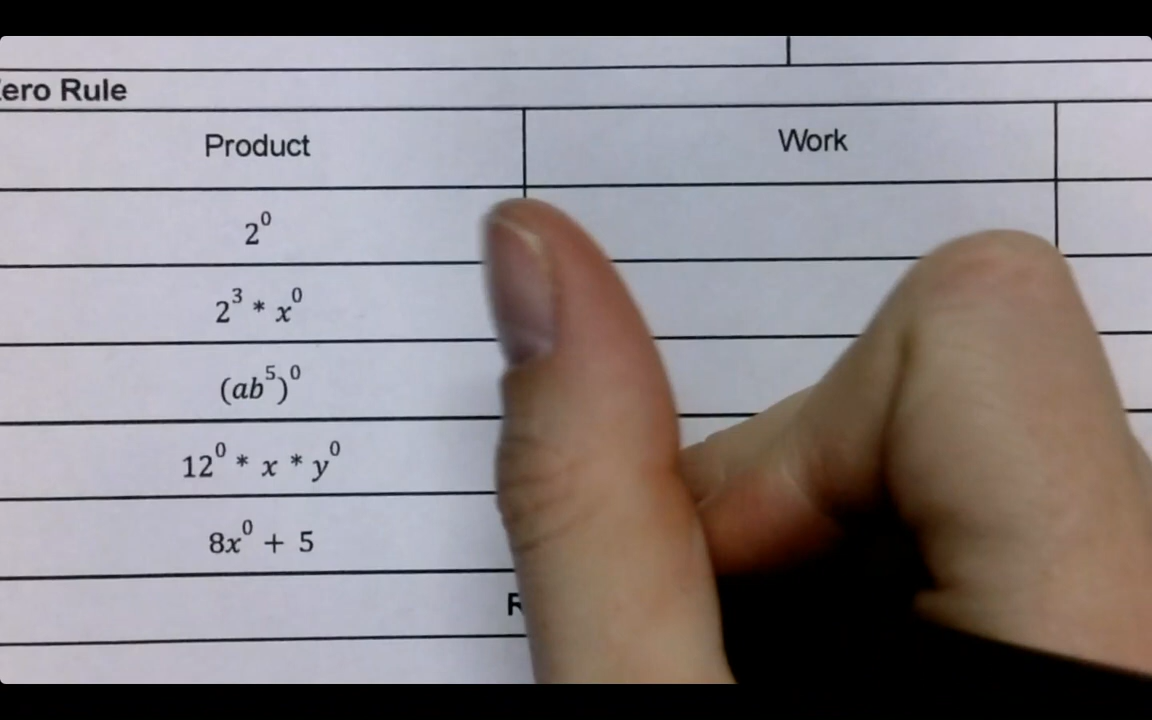 ero Rule
Product Work
2⁰
2³ * x⁰
(ab⁵)⁰
12⁰ * x * y⁰
8x⁰ + 5